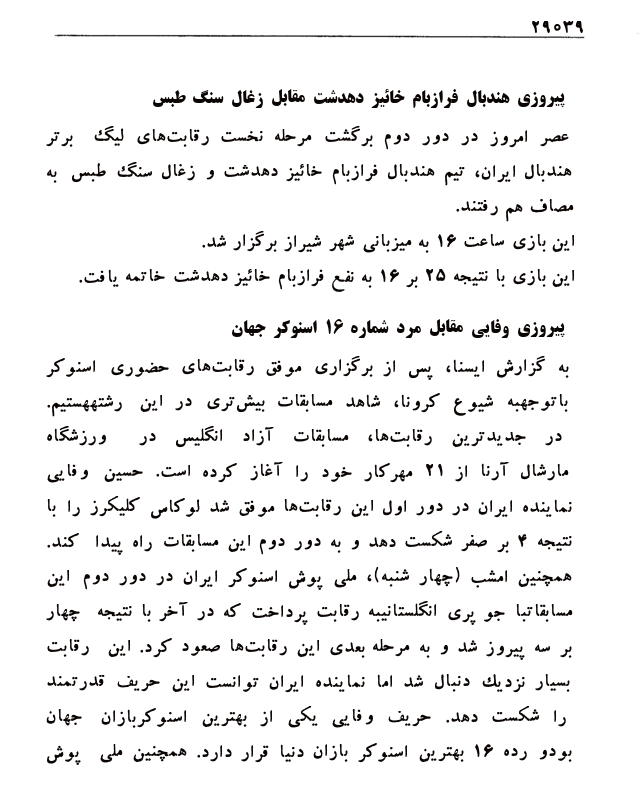 ۲۹۰۳۹
پیروزی هندبال فرازبام خائیز دهدشت مقابل زغال سنگ طبس
عصر امروز در دور دوم برگشت مرحله نخست رقابت‌های لیگ برتر
هندبال ایران، تیم هندبال فرازبام خائیز دهدشت و زغال سنگ طبس به
مصاف هم رفتند.
این بازی ساعت ۱۶ به میزبانی شهر شیراز برگزار شد.
این بازی با نتیجه ۲۵ بر ۱۶ به نفع فرازبام خائیز دهدشت خاتمه یافت.
پیروزی وفایی مقابل مرد شماره ۱۶ اسنوکر جهان
به گزارش ایسنا، پس از برگزاری موفق رقابت‌های حضوری اسنوکر
باتوجهبه شیوع کرونا، شاهد مسابقات بیش‌تری در این رشتههستیم.
در جدیدترین رقابت‌ها، مسابقات آزاد انگلیس در ورزشگاه
مارشال آرنا از ۲۱ مهرکار خود را آغاز کرده است. حسین وفایی
نماینده ایران در دور اول این رقابت‌ها موفق شد لوکاس کلیکرز را با
نتیجه ۴ بر صفر شکست دهد و به دور دوم این مسابقات راه پیدا کند.
همچنین امشب (چهار شنبه)، ملی پوش اسنوکر ایران در دور دوم این
مسابقاتبا جو پری انگلستانیبه رقابت پرداخت که در آخر با نتیجه چهار
بر سه پیروز شد و به مرحله بعدی این رقابت‌ها صعود کرد. این رقابت
بسیار نزدیک دنبال شد اما نماینده ایران توانست این حریف قدرتمند
را شکست دهد. حریف وفایی یکی از بهترین اسنوکربازان جهان
بودو رده ۱۶ بهترین اسنوکر بازان دنیا قرار دارد. همچنین ملی پوش